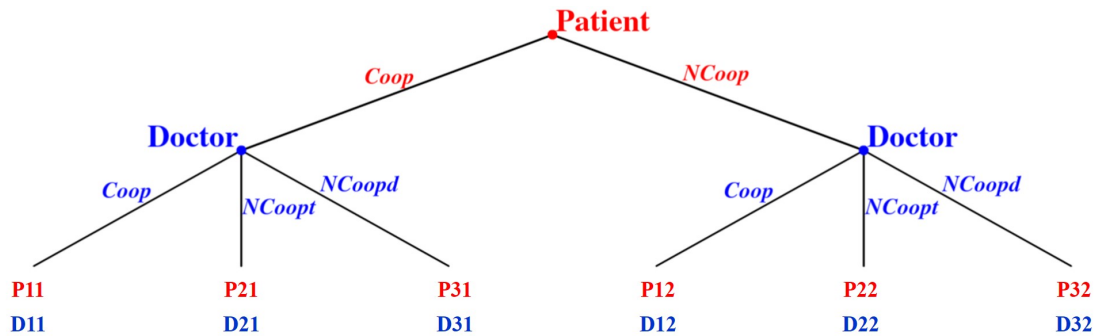 Patient
Coop NCoop
Doctor Doctor
Coop NCoopt NCoopd Coop NCoopt NCoopd
P11 P21 P31 P12 P22 P32
D11 D21 D31 D12 D22 D32